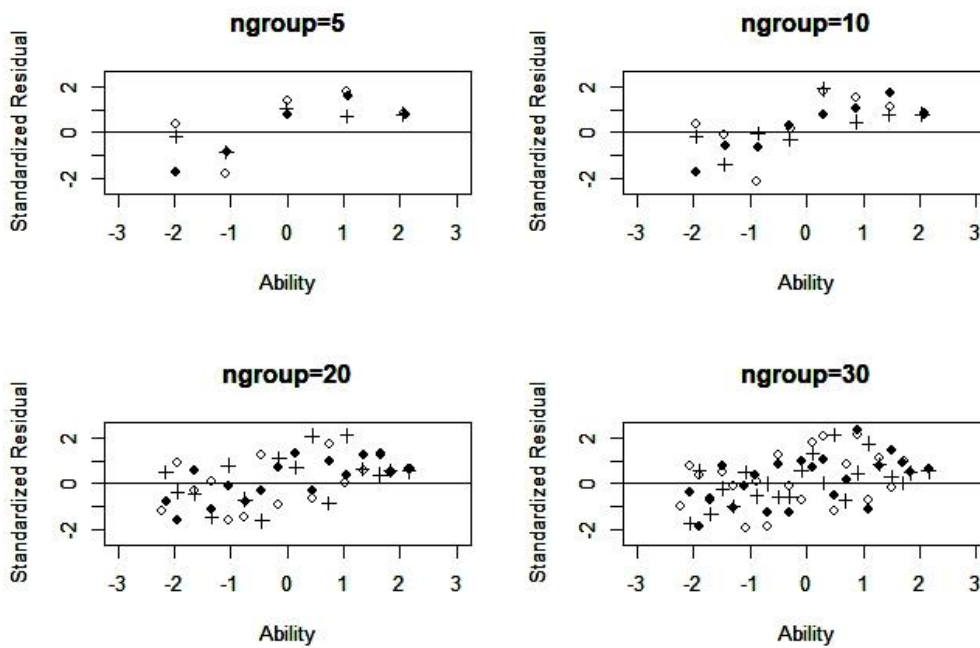 ngroup=5
Standardized Residual
2
0
-2
-3 -2 -1 0 1 2 3
Ability
ngroup=10
Standardized Residual
2
0
-2
-3 -2 -1 0 1 2 3
Ability
ngroup=20
Standardized Residual
2
0
-2
-3 -2 -1 0 1 2 3
Ability
ngroup=30
Standardized Residual
2
0
-2
-3 -2 -1 0 1 2 3
Ability